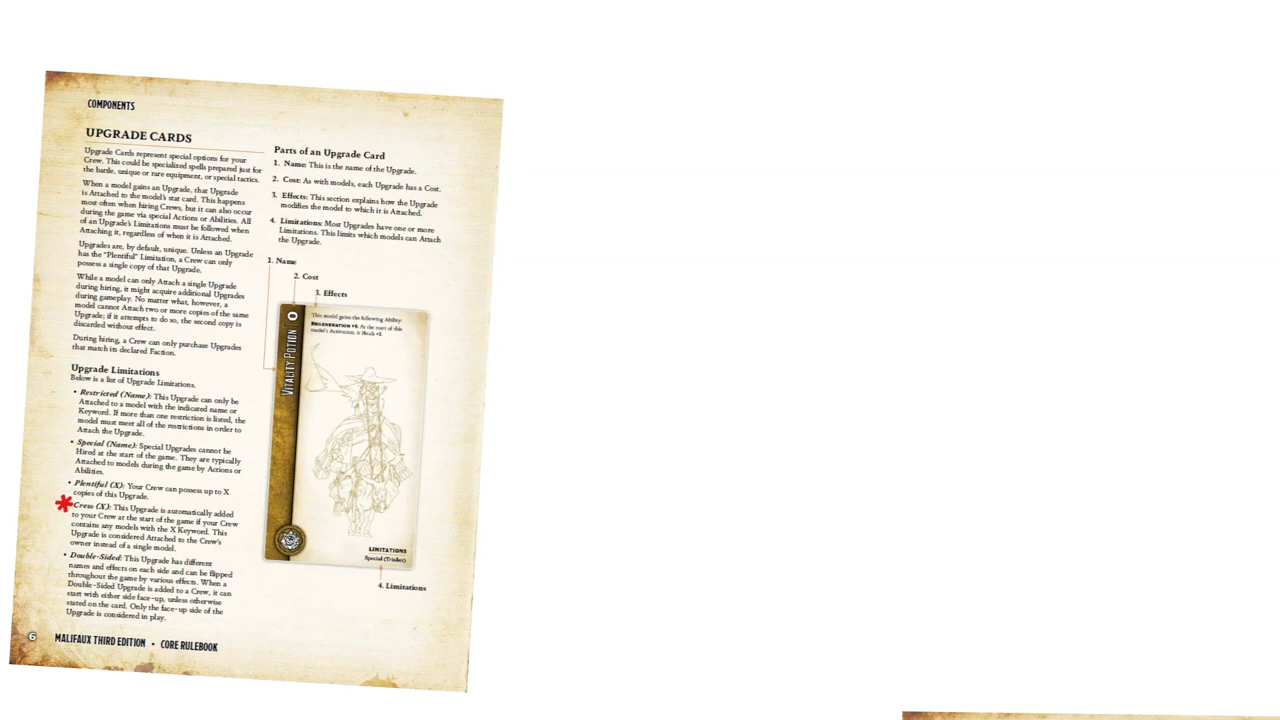 COMPONENTS
UPGRADE CARDS
Upgrade Cards represent special options for your
Crew. This could be specialized spells prepared just for
the battle, unique or rare equipment, or special tactics.
When a model gains an Upgrade, that Upgrade
is Attached to the model's stat card. This happens
most often when hiring Crews, but it can also occur
during the game via special Actions or Abilities. All
of an Upgrade's Limitations must be followed when
Attaching it, regardless of when it is Attached.
Upgrades are, by default, unique. Unless an Upgrade
has the "Plentiful" Limitation, a Crew can only
possess a single copy of that Upgrade.
While a model can only Attach a single Upgrade
during hiring, it might acquire additional Upgrades
during gameplay. No matter what, however, a
model cannot Attach two or more copies of the same
Upgrade; if it attempts to do so, the second copy is
discarded without effect.
During hiring, a Crew can only purchase Upgrades
that match its declared Faction.
Upgrade Limitations
Below is a list of Upgrade Limitations.
• Restricted (Name): This Upgrade can only be
Attached to a model with the indicated name or
Keyword. If more than one restriction is listed, the
model must meet all of the restrictions in order to
Attach the Upgrade.
• Special (Name): Special Upgrades cannot be
Hired at the start of the game. They are typically
Attached to models during the game by Actions or
Abilities.
• Plentiful (X): Your Crew can possess up to X
copies of this Upgrade.
* Crew (X): This Upgrade is automatically added
to your Crew at the start of the game if your Crew
contains any models with the X Keyword. This
Upgrade is considered Attached to the Crew's
owner instead of a single model.
• Double-Sided: This Upgrade has different
names and effects on each side and can be flipped
throughout the game by various effects. When a
Double-Sided Upgrade is added to a Crew, it can
start with either side face-up, unless otherwise
stated on the card. Only the face-up side of the
Upgrade is considered in play.
Parts of an Upgrade Card
1. Name: This is the name of the Upgrade.
2. Cost: As with models, each Upgrade has a Cost.
3. Effects: This section explains how the Upgrade
modifies the model to which it is Attached.
4. Limitations: Most Upgrades have one or more
Limitations. This limits which models can Attach
the Upgrade.
1. Name
2. Cost
3. Effects
VITALITY POTION 0
This model gains the following Ability:
REGENERATION +1: At the start of this
model's Activation, it Heals +1.
LIMITATIONS
Special (Trinket)
4. Limitations
6 MALIFAUX THIRD EDITION • CORE RULEBOOK